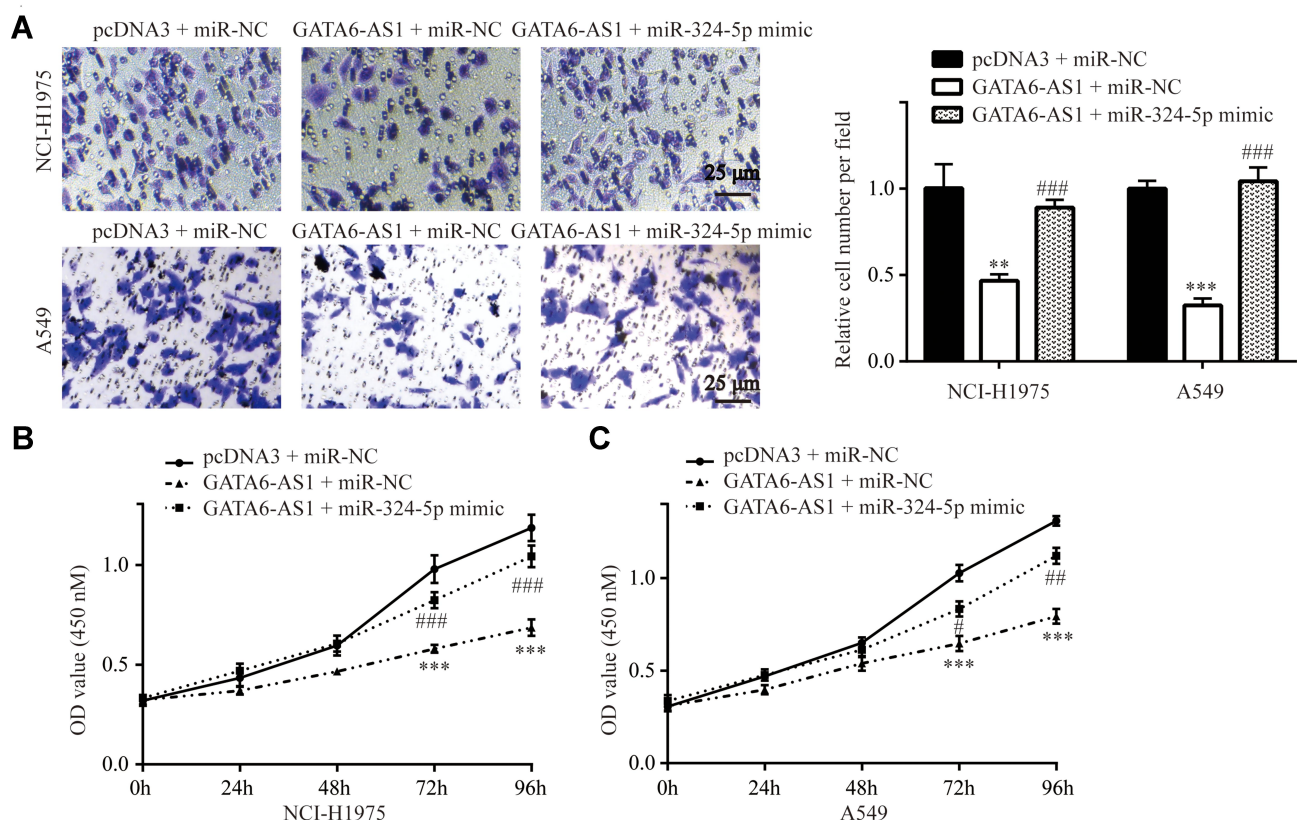 A
pcDNA3 + miR-NC
GATA6-AS1 + miR-NC
GATA6-AS1 + miR-324-5p mimic
NCI-H1975
25 μm
pcDNA3 + miR-NC
GATA6-AS1 + miR-NC
GATA6-AS1 + miR-324-5p mimic
A549
25 μm
pcDNA3 + miR-NC
GATA6-AS1 + miR-NC
GATA6-AS1 + miR-324-5p mimic
Relative cell number per field
1.0
0.5
0.0
**
###
***
###
NCI-H1975
A549
B
pcDNA3 + miR-NC
GATA6-AS1 + miR-NC
GATA6-AS1 + miR-324-5p mimic
OD value (450 nM)
1.0
0.5
0.0
###
###
***
***
0h
24h
48h
72h
96h
NCI-H1975
C
pcDNA3 + miR-NC
GATA6-AS1 + miR-NC
GATA6-AS1 + miR-324-5p mimic
OD value (450 nM)
1.0
0.5
0.0
##
#
***
***
0h
24h
48h
72h
96h
A549